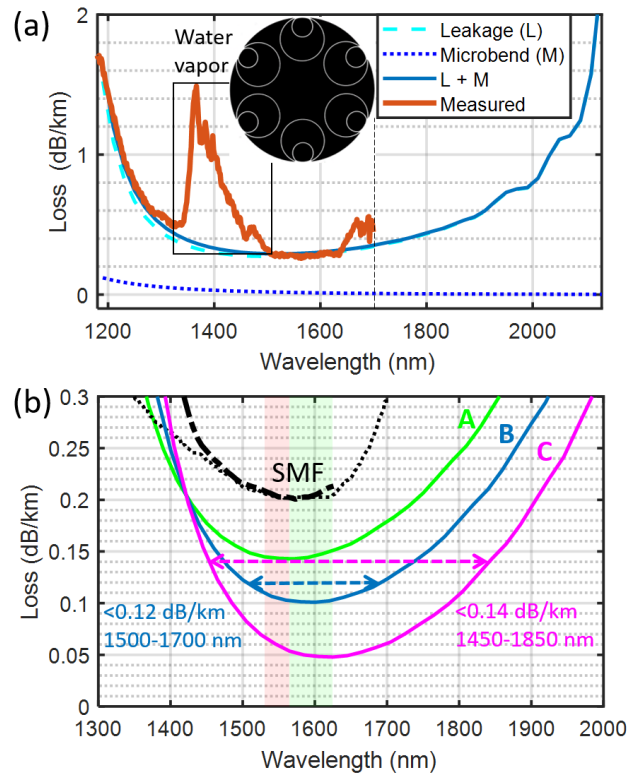 (a)
2
1
0
Loss (dB/km)
Water
vapor
Leakage (L)
Microbend (M)
L + M
Measured
1200
1400
1600
1800
2000
Wavelength (nm)
(b)
0.3
0.25
0.2
0.15
0.1
0.05
0
Loss (dB/km)
SMF
A
B
C
<0.12 dB/km
1500-1700 nm
<0.14 dB/km
1450-1850 nm
1300
1400
1500
1600
1700
1800
1900
2000
Wavelength (nm)